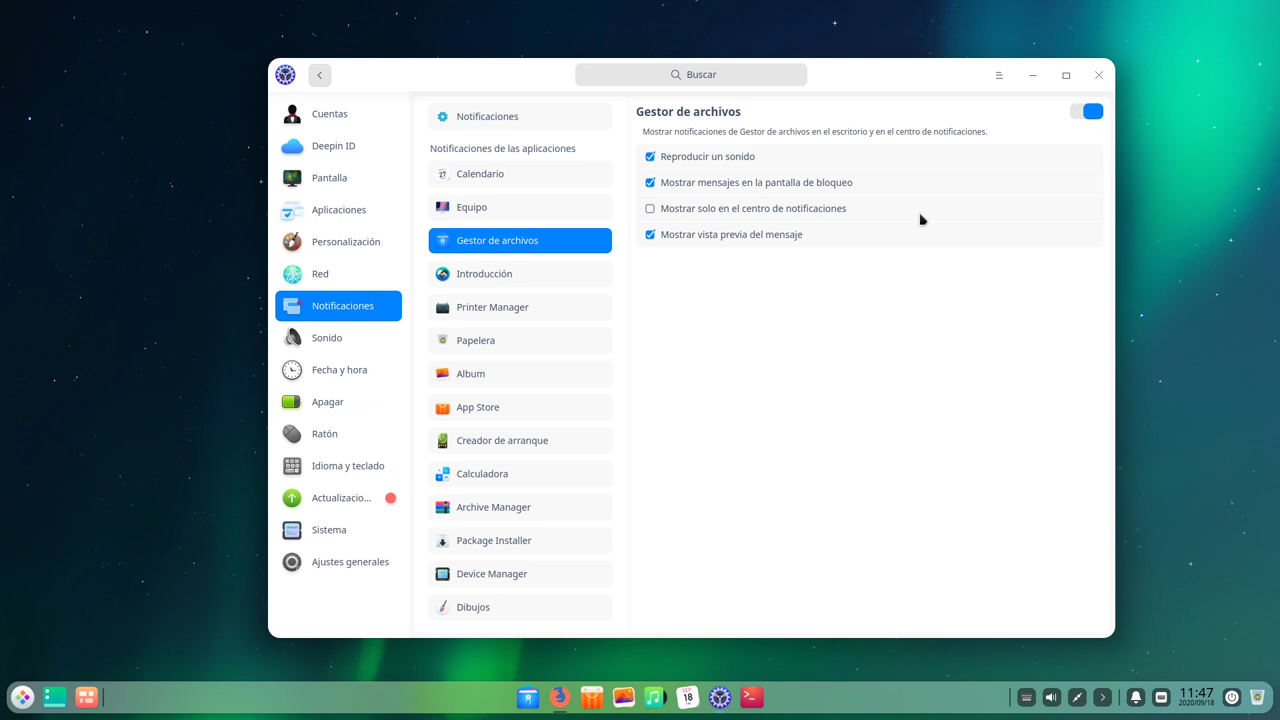 Buscar
Cuentas
Deepin ID
Pantalla
Aplicaciones
Personalización
Red
Notificaciones
Sonido
Fecha y hora
Apagar
Ratón
Idioma y teclado
Actualizacio...
Sistema
Ajustes generales
Notificaciones
Notificaciones de las aplicaciones
27
Calendario
Equipo
Gestor de archivos
Introducción
Printer Manager
Papelera
Album
App Store
Creador de arranque
Calculadora
Archive Manager
Package Installer
Device Manager
Dibujos
Gestor de archivos
Mostrar notificaciones de Gestor de archivos en el escritorio y en el centro de notificaciones.
Reproducir un sonido
Mostrar mensajes en la pantalla de bloqueo
Mostrar solo en el centro de notificaciones
Mostrar vista previa del mensaje
SEP
18
11:47
2020/09/18